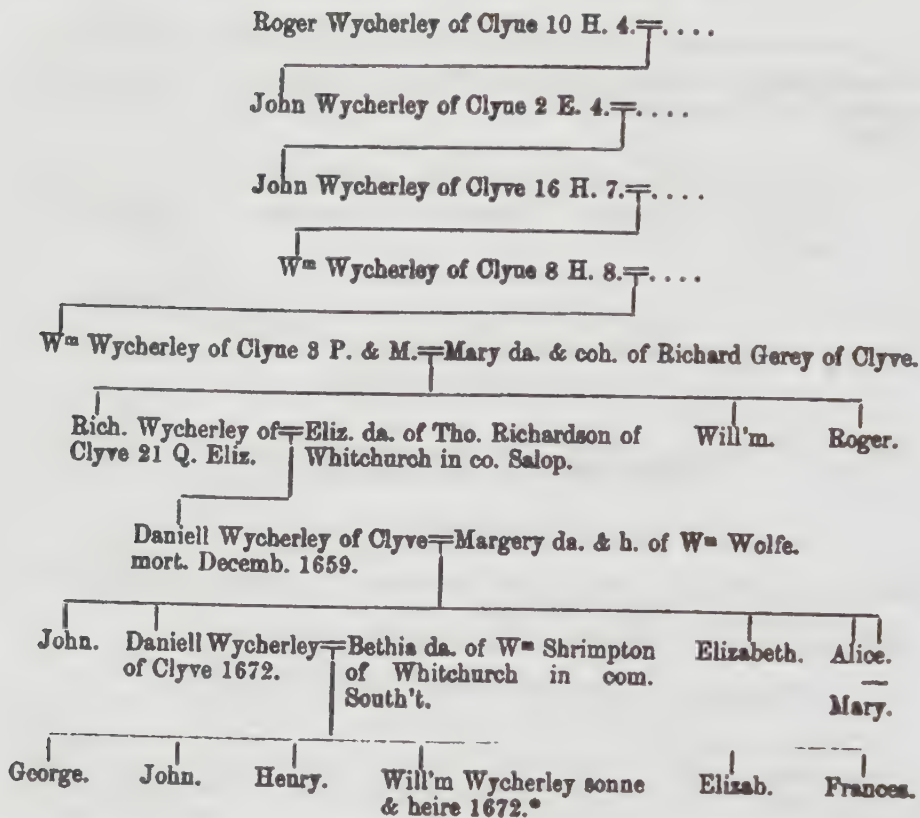 Roger Wycherley of Clyue 10 H. 4.=....
John Wycherley of Clyue 2 E. 4.=....
John Wycherley of Clyve 16 H. 7.=....
Wm Wycherley of Clyue 8 H. 8.=....
Wm Wycherley of Clyue 3 P. & M.=Mary da. & coh. of Richard Gerey of Clyve.
Rich. Wycherley of=Eliz. da. of Tho. Richardson of Will'm. Roger.
Clyve 21 Q. Eliz. Whitchurch in co. Salop.
Daniell Wycherley of Clyve=Margery da. & h. of Wm Wolfe.
mort. Decemb. 1659.
John. Daniell Wycherley=Bethia da. of Wm Shrimpton Elizabeth. Alice.
of Clyve 1672. of Whitchurch in com. Mary.
South't.
George. John. Henry. Will'm Wycherley sonne Elizab. Frances.
& heire 1672.*